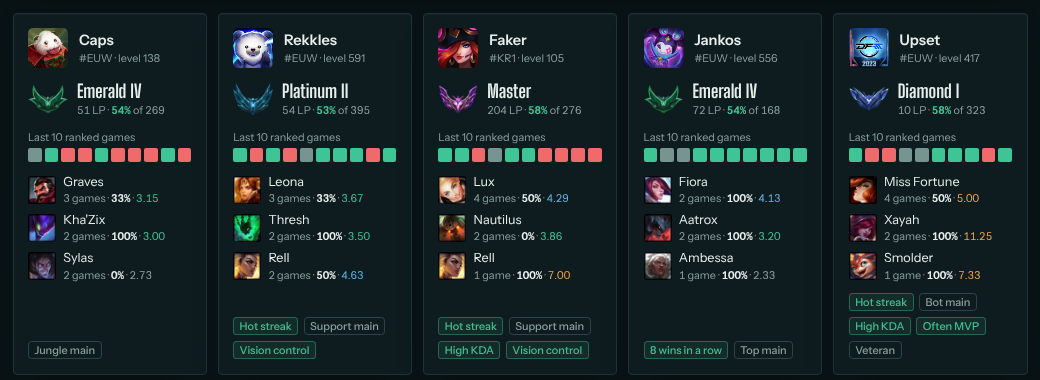 Caps
#EUW · level 138
Emerald IV
51 LP · 54% of 269
Last 10 ranked games
Graves
3 games · 33% · 3.15
Kha'Zix
2 games · 100% · 3.00
Sylas
2 games · 0% · 2.73
Jungle main
Rekkles
#EUW · level 591
Platinum II
54 LP · 53% of 395
Last 10 ranked games
Leona
3 games · 33% · 3.67
Thresh
2 games · 100% · 3.50
Rell
2 games · 50% · 4.63
Hot streak
Support main
Vision control
Faker
#KR1 · level 105
Master
204 LP · 58% of 276
Last 10 ranked games
Lux
4 games · 50% · 4.29
Nautilus
2 games · 0% · 3.86
Rell
1 game · 100% · 7.00
Hot streak
Support main
High KDA
Vision control
Jankos
#EUW · level 556
Emerald IV
72 LP · 54% of 168
Last 10 ranked games
Fiora
2 games · 100% · 4.13
Aatrox
2 games · 100% · 3.20
Ambessa
1 game · 100% · 2.33
8 wins in a row
Top main
2023
Upset
#EUW · level 417
Diamond I
10 LP · 58% of 323
Last 10 ranked games
Miss Fortune
4 games · 50% · 5.00
Xayah
2 games · 100% · 11.25
Smolder
1 game · 100% · 7.33
Hot streak
Bot main
High KDA
Often MVP
Veteran